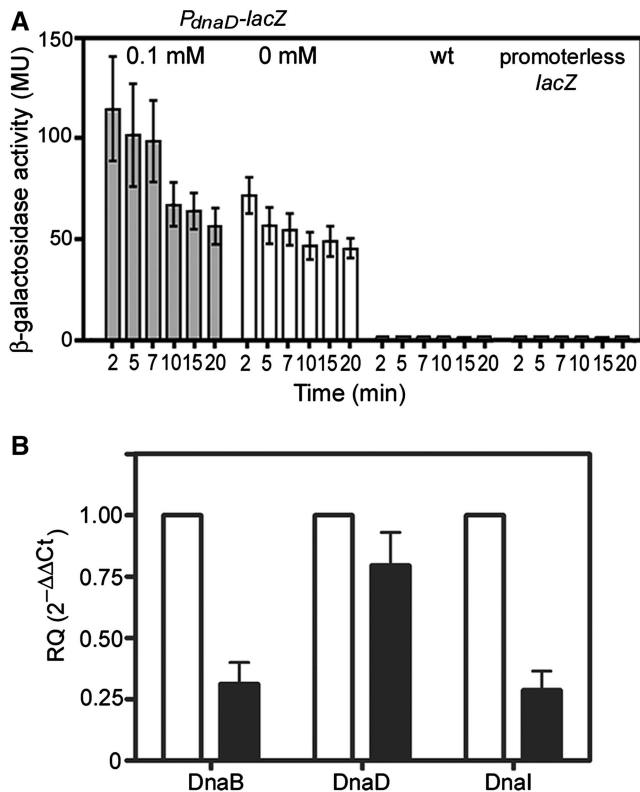 A
PdnaD-lacZ
150
100
50
0
β-galactosidase activity (MU)
0.1 mM
0 mM
wt
promoterless
lacZ
2 5 7 10 15 20 2 5 7 10 15 20 2 5 7 10 15 20 2 5 7 10 15 20
Time (min)
B
RQ (2−ΔΔCt)
1.00
0.75
0.50
0.25
0
DnaB DnaD DnaI